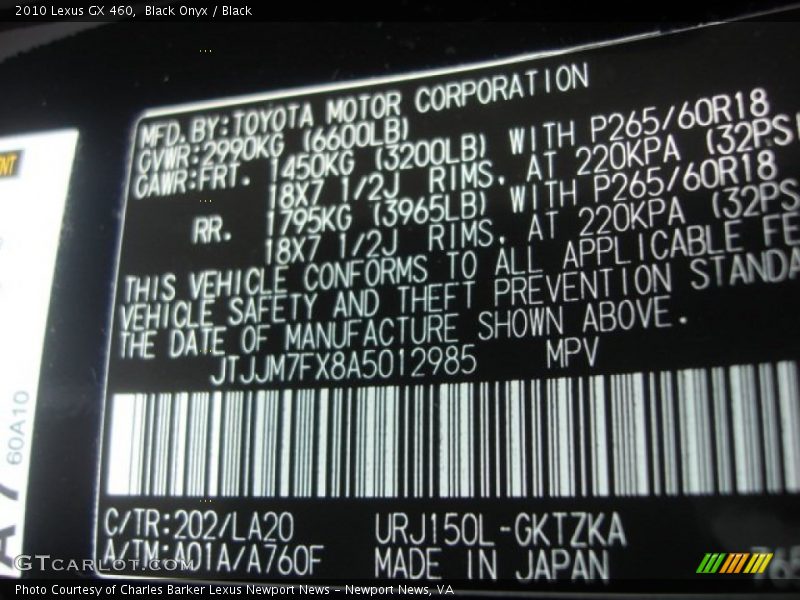 2010 Lexus GX 460, Black Onyx / Black
MFD.BY:TOYOTA MOTOR CORPORATION
GVWR:2990KG (6600LB)
GAWR:FRT. 1450KG (3200LB) WITH P265/60R18
18X7 1/2J RIMS, AT 220KPA (32PSI
RR. 1795KG (3965LB) WITH P265/60R18
18X7 1/2J RIMS, AT 220KPA (32PS
THIS VEHICLE CONFORMS TO ALL APPLICABLE FE
VEHICLE SAFETY AND THEFT PREVENTION STANDA
THE DATE OF MANUFACTURE SHOWN ABOVE.
JTJJM7FX8A5012985 MPV
C/TR:202/LA20 URJ150L-GKTZKA
A/TM:A01A/A760F MADE IN JAPAN
60A10
A7
NT
GTCarLot.com
Photo Courtesy of Charles Barker Lexus Newport News – Newport News, VA